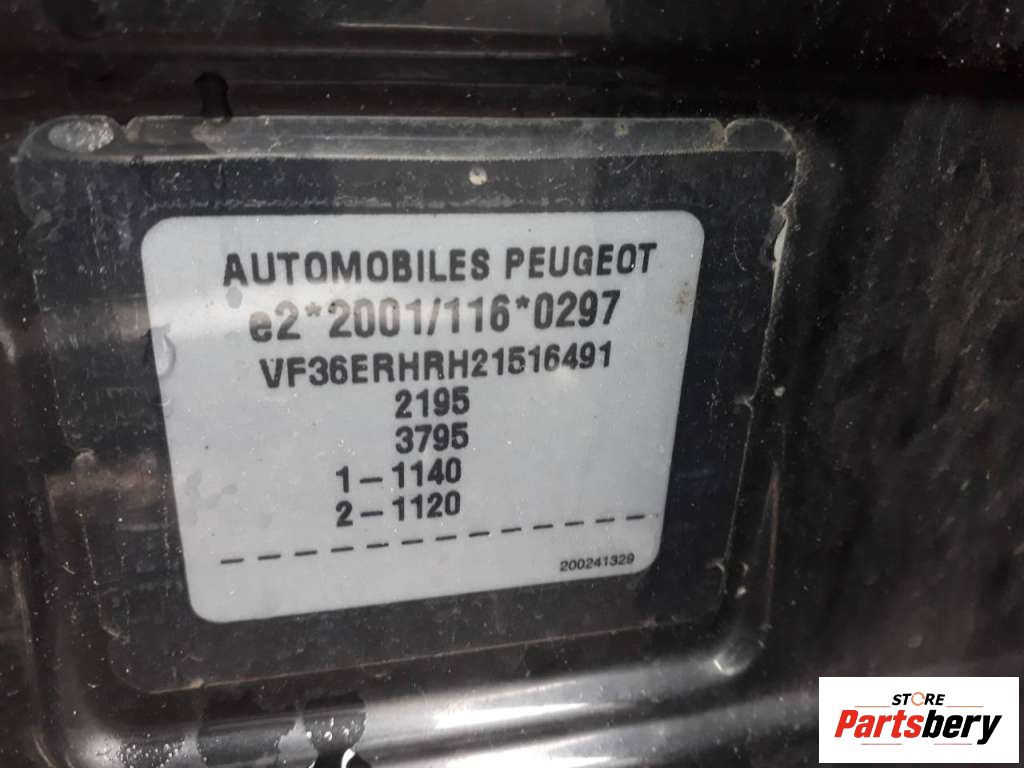 AUTOMOBILES PEUGEOT
e2*2001/116*0297
VF36ERHRH21516491
2195
3795
1-1140
2-1120
200241329
STORE
Partsbery